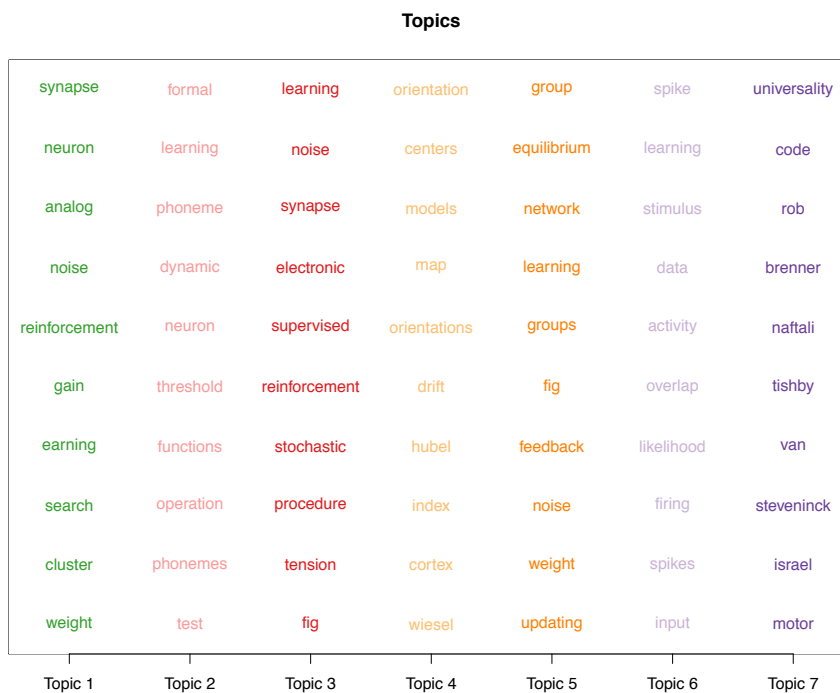 Topics
synapse formal learning orientation group spike universality
neuron learning noise centers equilibrium learning code
analog phoneme synapse models network stimulus rob
noise dynamic electronic map learning data brenner
reinforcement neuron supervised orientations groups activity naftali
gain threshold reinforcement drift fig overlap tishby
earning functions stochastic hubel feedback likelihood van
search operation procedure index noise firing steveninck
cluster phonemes tension cortex weight spikes israel
weight test fig wiesel updating input motor
Topic 1 Topic 2 Topic 3 Topic 4 Topic 5 Topic 6 Topic 7